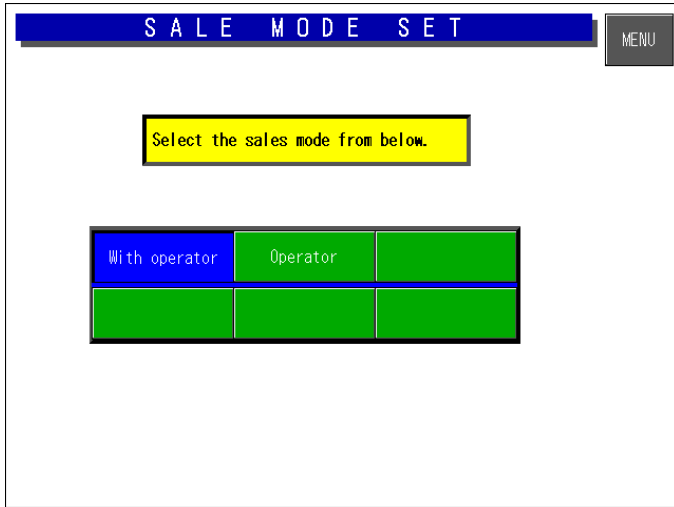 SALE MODE SET
MENU
Select the sales mode from below.
With operator
Operator